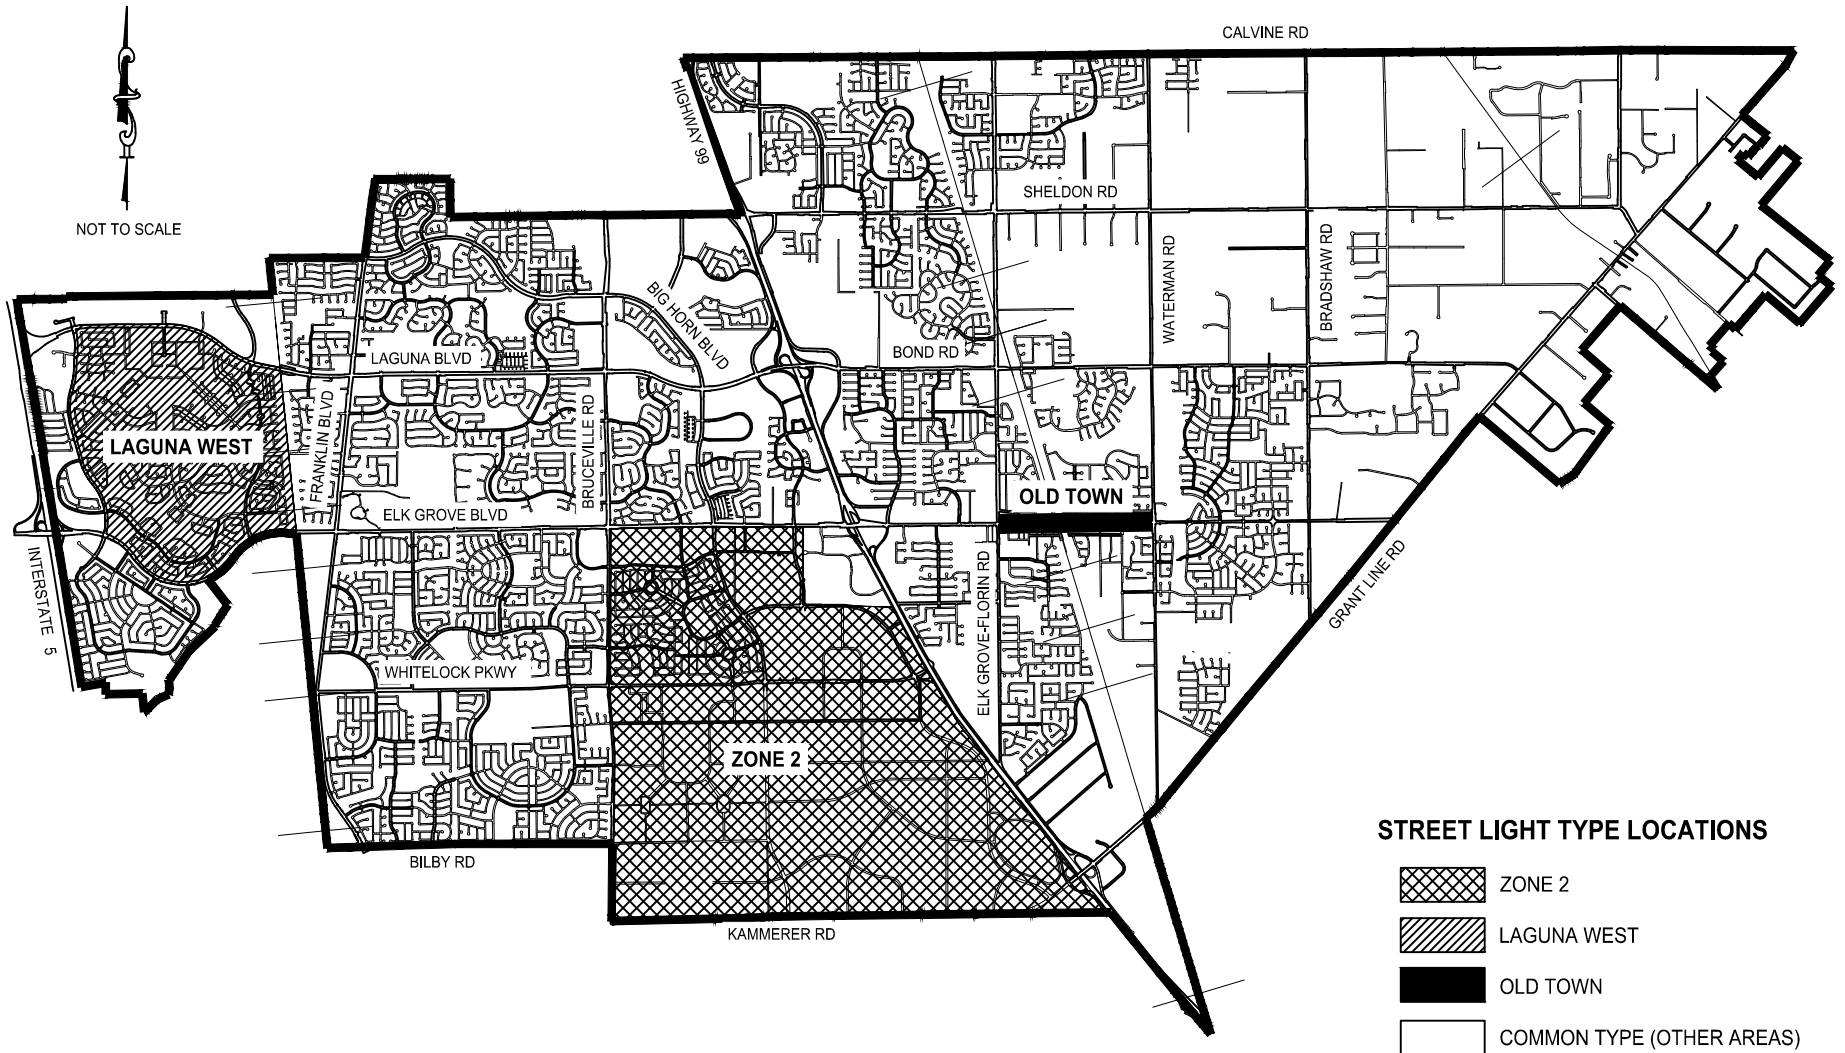 CALVINE RD
HIGHWAY 99
NOT TO SCALE
SHELDON RD
WATERMAN RD
BRADSHAW RD
BIG HORN BLVD
LAGUNA BLVD
BOND RD
FRANKLIN BLVD
BRUCEVILLE RD
LAGUNA WEST
OLD TOWN
ELK GROVE BLVD
INTERSTATE 5
ELK GROVE-FLORIN RD
GRANT LINE RD
WHITELOCK PKWY
ZONE 2
BILBY RD
KAMMERER RD
STREET LIGHT TYPE LOCATIONS
ZONE 2
LAGUNA WEST
OLD TOWN
COMMON TYPE (OTHER AREAS)